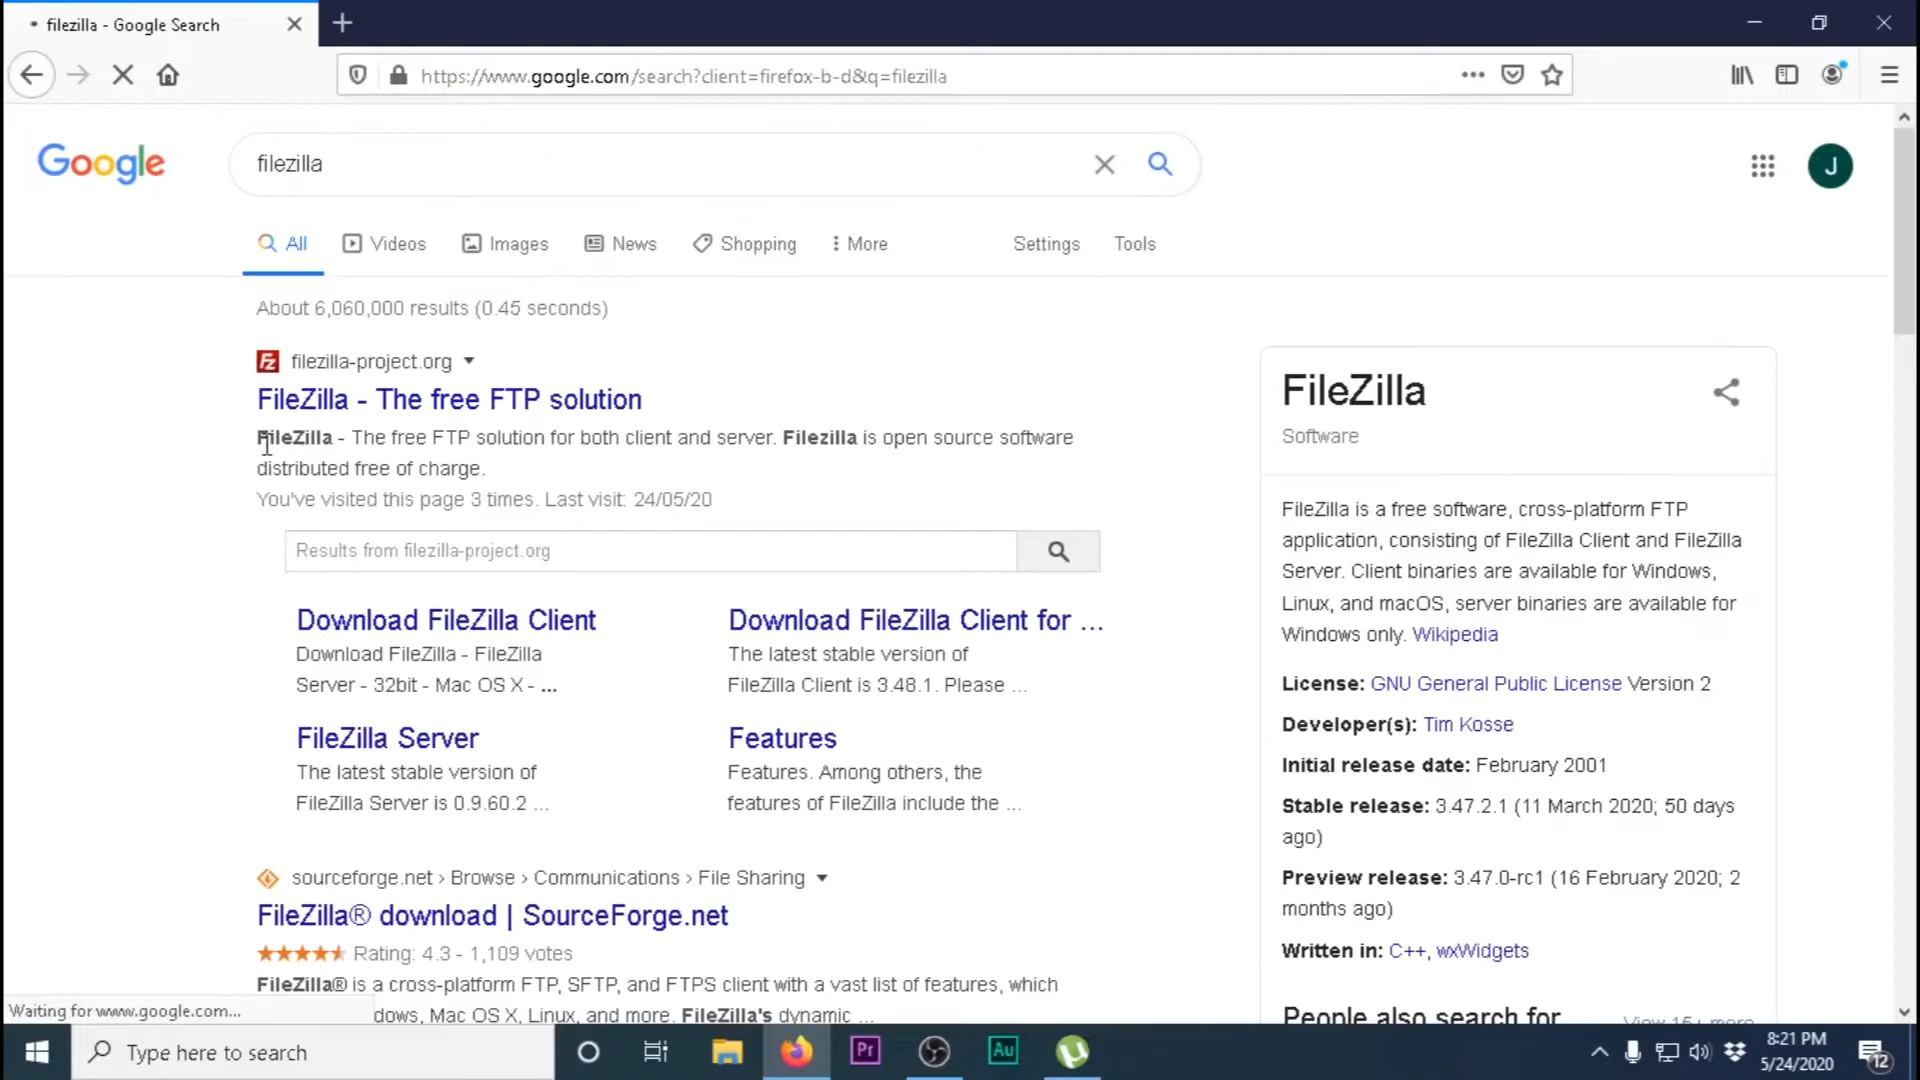 filezilla - Google Search
https://www.google.com/search?client=firefox-b-d&q=filezilla
Google
filezilla
J
All
Videos
Images
News
Shopping
More
Settings
Tools
About 6,060,000 results (0.45 seconds)
Fz filezilla-project.org
FileZilla - The free FTP solution
FileZilla - The free FTP solution for both client and server. Filezilla is open source software
distributed free of charge.
You've visited this page 3 times. Last visit: 24/05/20
Results from filezilla-project.org
Download FileZilla Client
Download FileZilla - FileZilla
Server - 32bit - Mac OS X - ...
Download FileZilla Client for ...
The latest stable version of
FileZilla Client is 3.48.1. Please ...
FileZilla Server
The latest stable version of
FileZilla Server is 0.9.60.2 ...
Features
Features. Among others, the
features of FileZilla include the ...
sourceforge.net › Browse › Communications › File Sharing
FileZilla® download | SourceForge.net
Rating: 4.3 - 1,109 votes
FileZilla® is a cross-platform FTP, SFTP, and FTPS client with a vast list of features, which
dows, Mac OS X, Linux, and more. FileZilla's dynamic ...
FileZilla
Software
FileZilla is a free software, cross-platform FTP
application, consisting of FileZilla Client and FileZilla
Server. Client binaries are available for Windows,
Linux, and macOS, server binaries are available for
Windows only. Wikipedia
License: GNU General Public License Version 2
Developer(s): Tim Kosse
Initial release date: February 2001
Stable release: 3.47.2.1 (11 March 2020; 50 days
ago)
Preview release: 3.47.0-rc1 (16 February 2020; 2
months ago)
Written in: C++, wxWidgets
People also search for
View 15+ more
Waiting for www.google.com...
Type here to search
Pr
Au
8:21 PM
5/24/2020
12